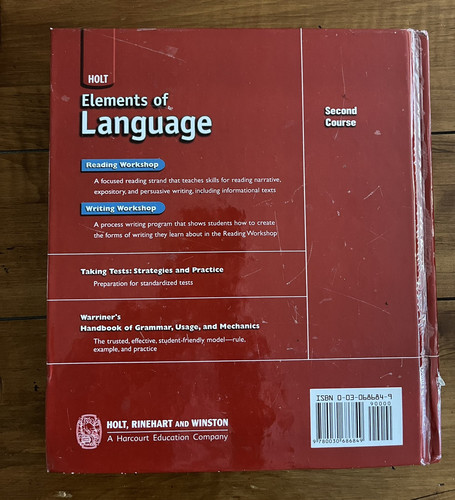 HOLT
Elements of
Language
Second
Course
Reading Workshop
A focused reading strand that teaches skills for reading narrative,
expository, and persuasive writing, including informational texts
Writing Workshop
A process writing program that shows students how to create
the forms of writing they learn about in the Reading Workshop
Taking Tests: Strategies and Practice
Preparation for standardized tests
Warriner's
Handbook of Grammar, Usage, and Mechanics
The trusted, effective, student-friendly model—rule,
example, and practice
HOLT, RINEHART AND WINSTON
A Harcourt Education Company
ISBN 0-03-068684-9
90000
9 780030 686849